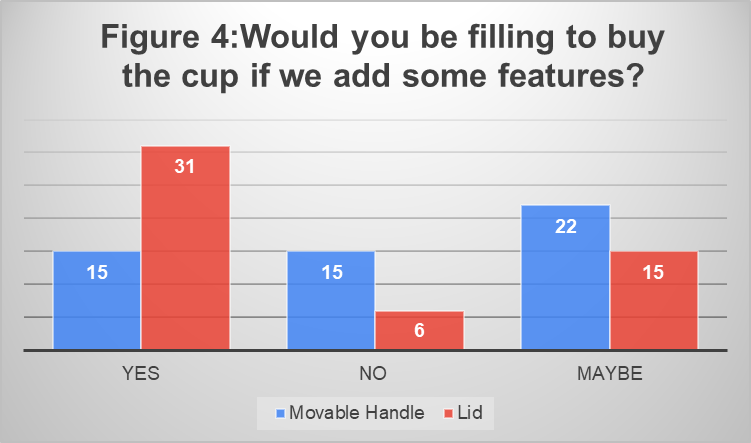 Figure 4:Would you be filling to buy
the cup if we add some features?
31
15
15
6
22
15
YES
NO
MAYBE
Movable Handle
Lid